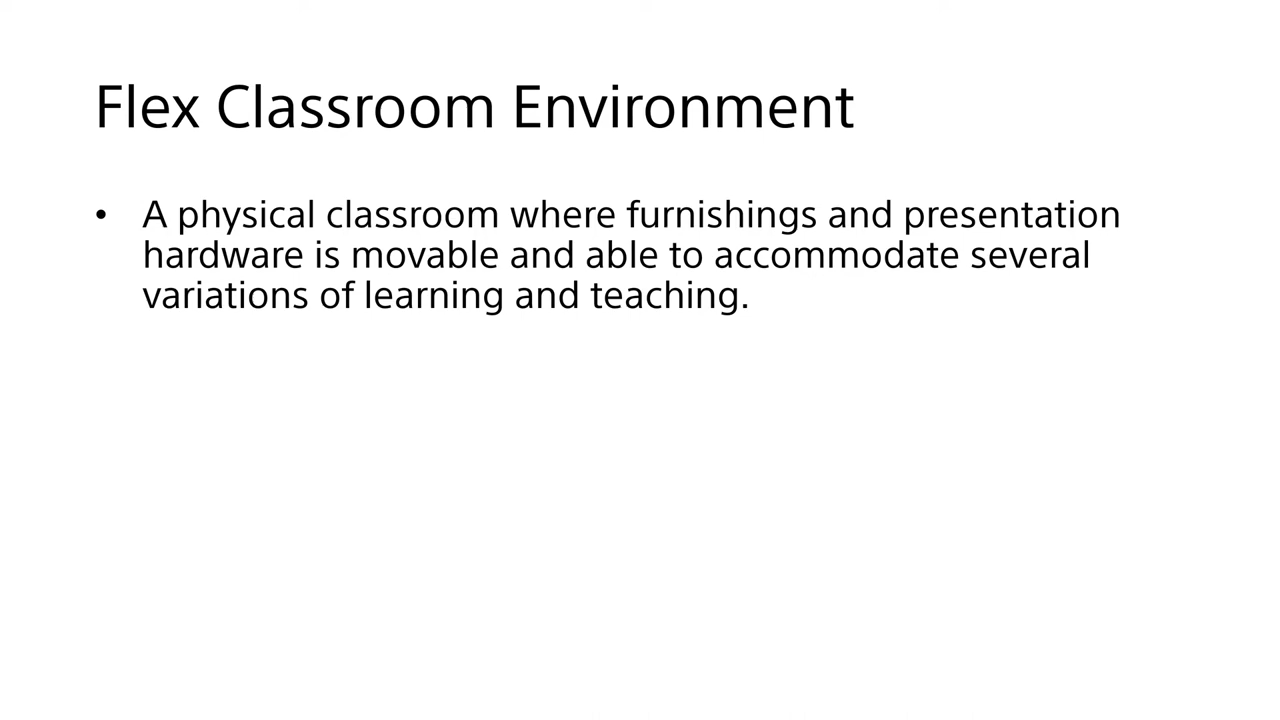 Flex Classroom Environment
• A physical classroom where furnishings and presentation
hardware is movable and able to accommodate several
variations of learning and teaching.